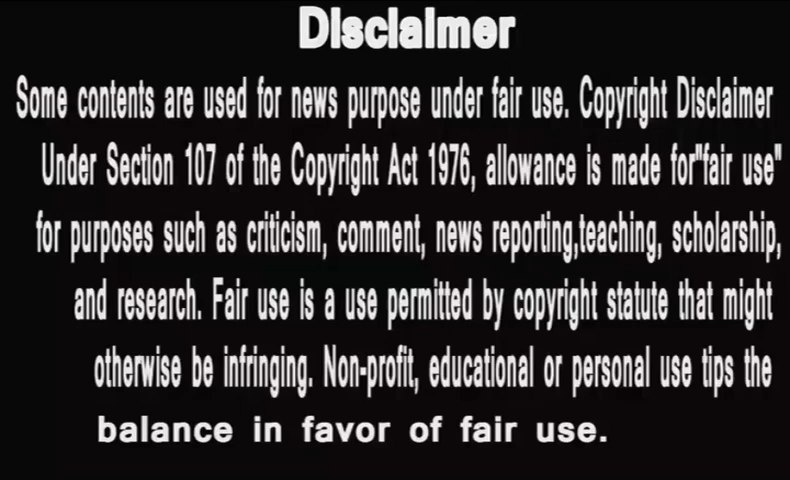 Disclaimer
Some contents are used for news purpose under fair use. Copyright Disclaimer
Under Section 107 of the Copyright Act 1976, allowance is made for"fair use"
for purposes such as criticism, comment, news reporting,teaching, scholarship,
and research. Fair use is a use permitted by copyright statute that might
otherwise be infringing. Non-profit, educational or personal use tips the
balance in favor of fair use.